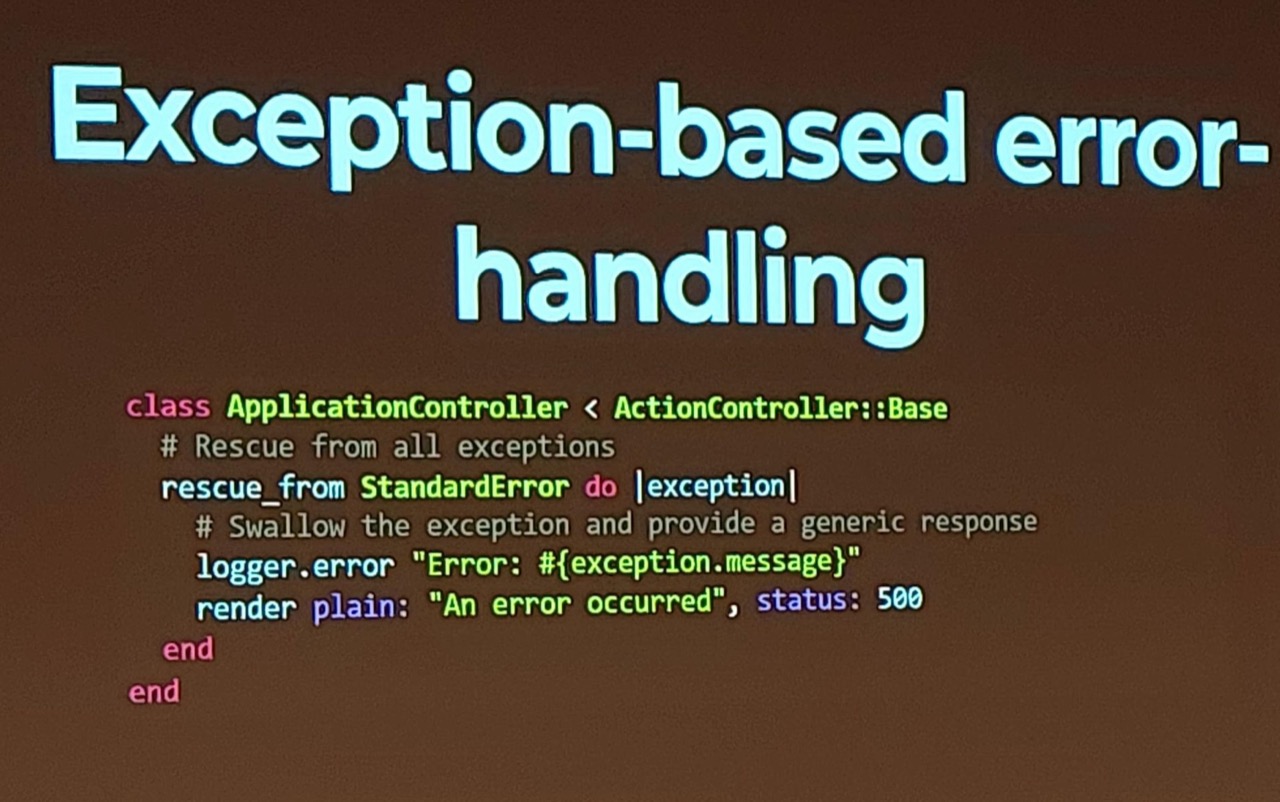 Exception-based error-
handling
class ApplicationController < ActionController::Base
  # Rescue from all exceptions
  rescue_from StandardError do |exception|
    # Swallow the exception and provide a generic response
    logger.error "Error: #{exception.message}"
    render plain: "An error occurred", status: 500
  end
end